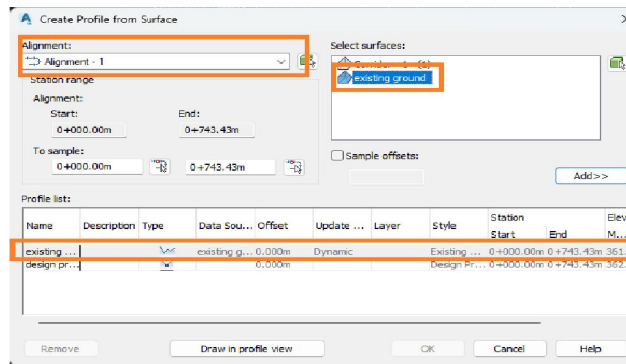 Create Profile from Surface
Alignment:
Select surfaces:
Alignment - 1
existing ground
Station range
Alignment:
Start:
End:
0+000.00m
0+743.43m
To sample:
0+000.00m
0+743.43m
Sample offsets:
Add>>
Profile list:
Name Description Type Data Sou... Offset Update ... Layer Style Station Elev
Start End M...
existing ... existing g... 0.000m Dynamic Existing ... 0+000.00m 0+743.43m 361.
design pr... 0.000m Design Pr... 0+000.00m 0+743.43m 362.
Remove
Draw in profile view
OK
Cancel
Help